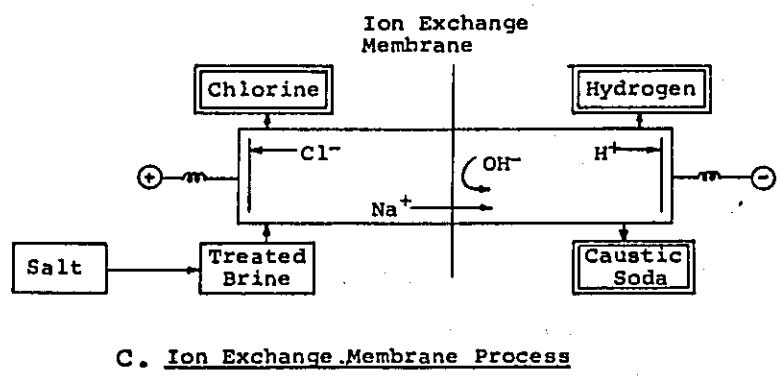 Ion Exchange
Membrane
Chlorine
Hydrogen
Cl⁻
OH⁻
H⁺
+
−
Na⁺
Salt
Treated
Brine
Caustic
Soda
C. Ion Exchange Membrane Process